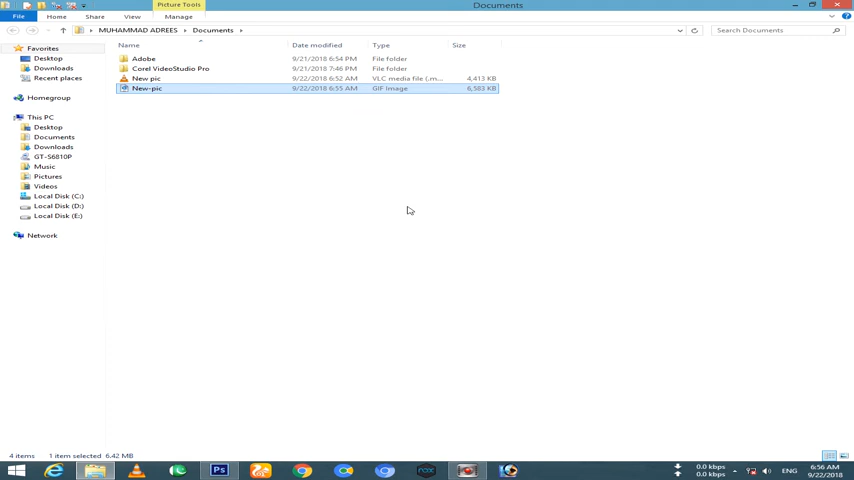 Picture Tools
Documents
File Home Share View Manage
MUHAMMAD ADREES Documents
Search Documents
Name Date modified Type Size
Favorites
Desktop
Downloads
Recent places
Homegroup
This PC
Desktop
Documents
Downloads
GT-S6810P
Music
Pictures
Videos
Local Disk (C:)
Local Disk (D:)
Local Disk (E:)
Network
Adobe 9/21/2018 6:54 PM File folder
Corel VideoStudio Pro 9/21/2018 7:46 PM File folder
New pic 9/22/2018 6:52 AM VLC media file (.m... 4,413 KB
New-pic 9/22/2018 6:55 AM GIF Image 6,583 KB
4 items 1 item selected 6.42 MB
Ps
nox
0.0 kbps
0.0 kbps
ENG
6:56 AM
9/22/2018